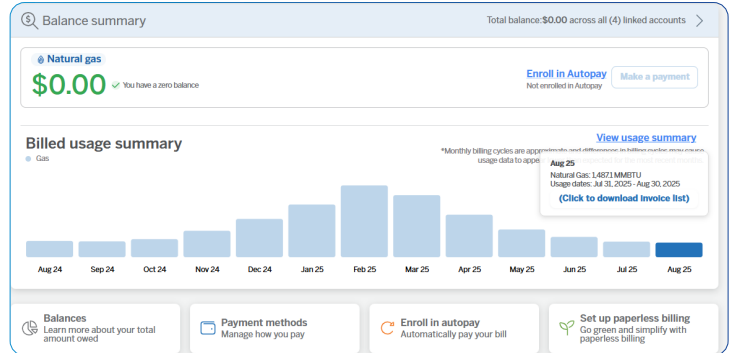 Balance summary
Total balance:$0.00 across all (4) linked accounts
Natural gas
$0.00
You have a zero balance
Enroll in Autopay
Not enrolled in Autopay
Make a payment
Billed usage summary
View usage summary
*Monthly billing cycles are approximate and differences in billing cycles may cause
usage data to appe
Gas
Aug 25
Natural Gas: 1.4871 MMBTU
Usage dates: Jul 31, 2025 - Aug 30, 2025
(Click to download Invoice list)
Aug 24 Sep 24 Oct 24 Nov 24 Dec 24 Jan 25 Feb 25 Mar 25 Apr 25 May 25 Jun 25 Jul 25 Aug 25
Balances
Learn more about your total
amount owed
Payment methods
Manage how you pay
Enroll in autopay
Automatically pay your bill
Set up paperless billing
Go green and simplify with
paperless billing